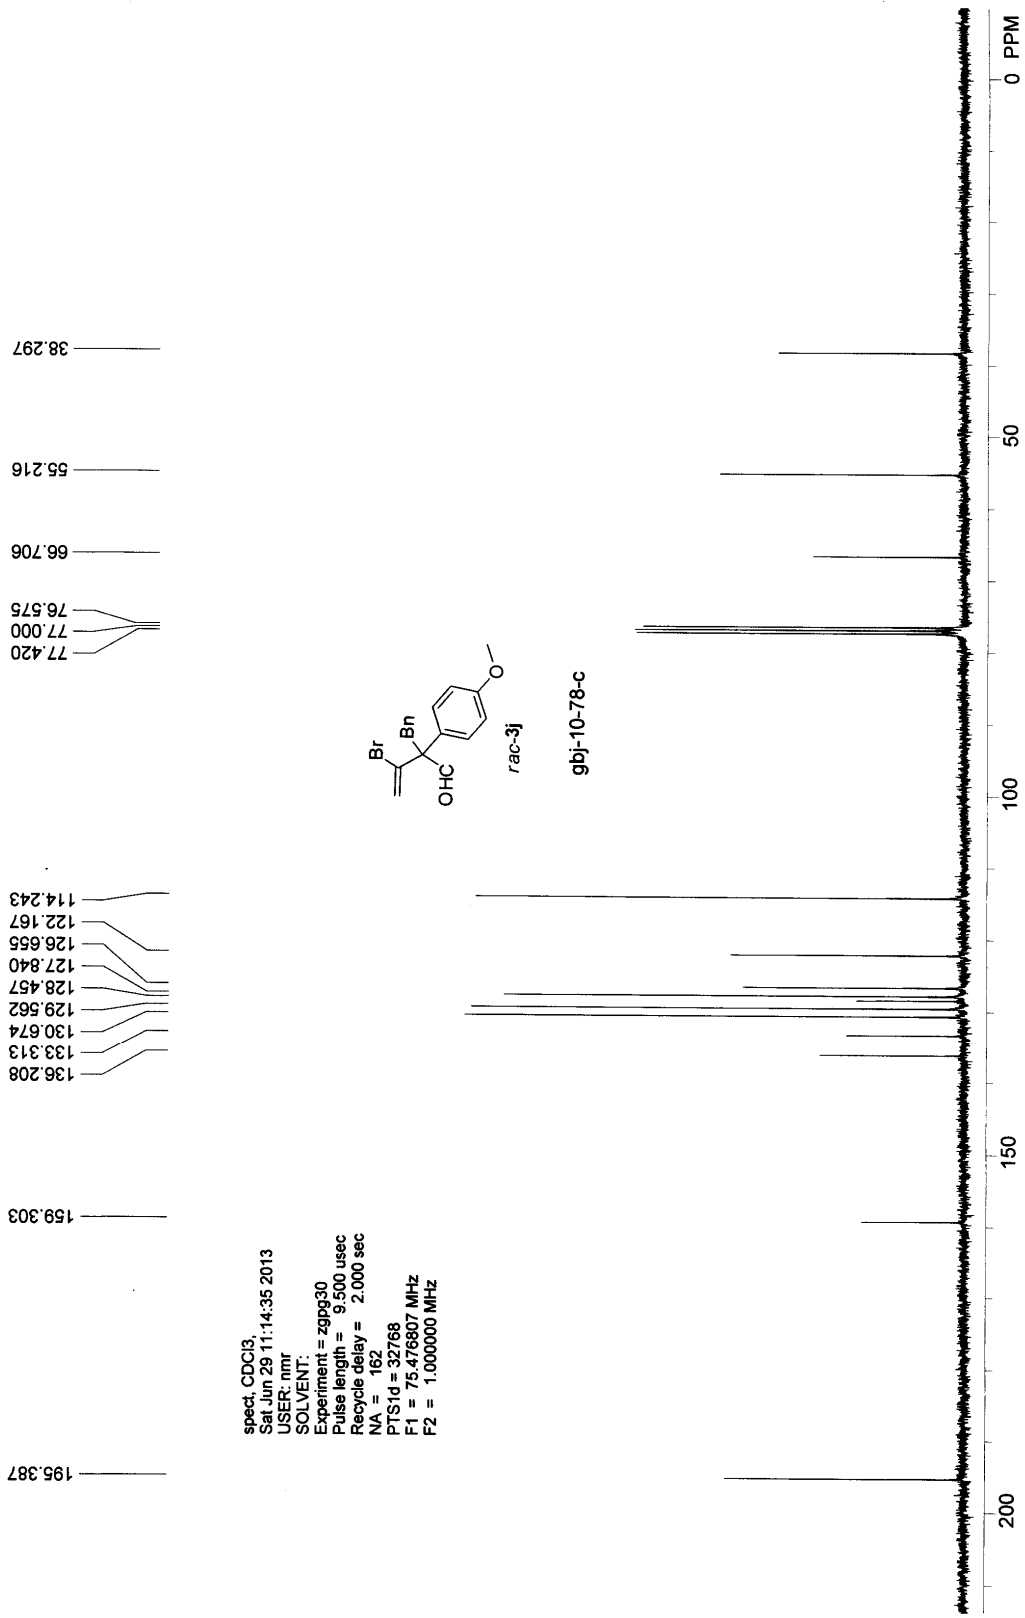 38.297
55.216
66.706
76.575
77.000
77.420
114.243
122.167
126.655
127.840
128.457
129.562
130.674
133.313
136.208
159.303
195.387
spect, CDCl3,
Sat Jun 29 11:14:35 2013
USER: nmr
SOLVENT:
Experiment = zgpg30
Pulse length = 9.500 usec
Recycle delay = 2.000 sec
NA = 162
PTS1d = 32768
F1 = 75.476807 MHz
F2 = 1.000000 MHz
Br
Bn
OHC
O
rac-3j
gbj-10-78-c
200
150
100
50
0 PPM